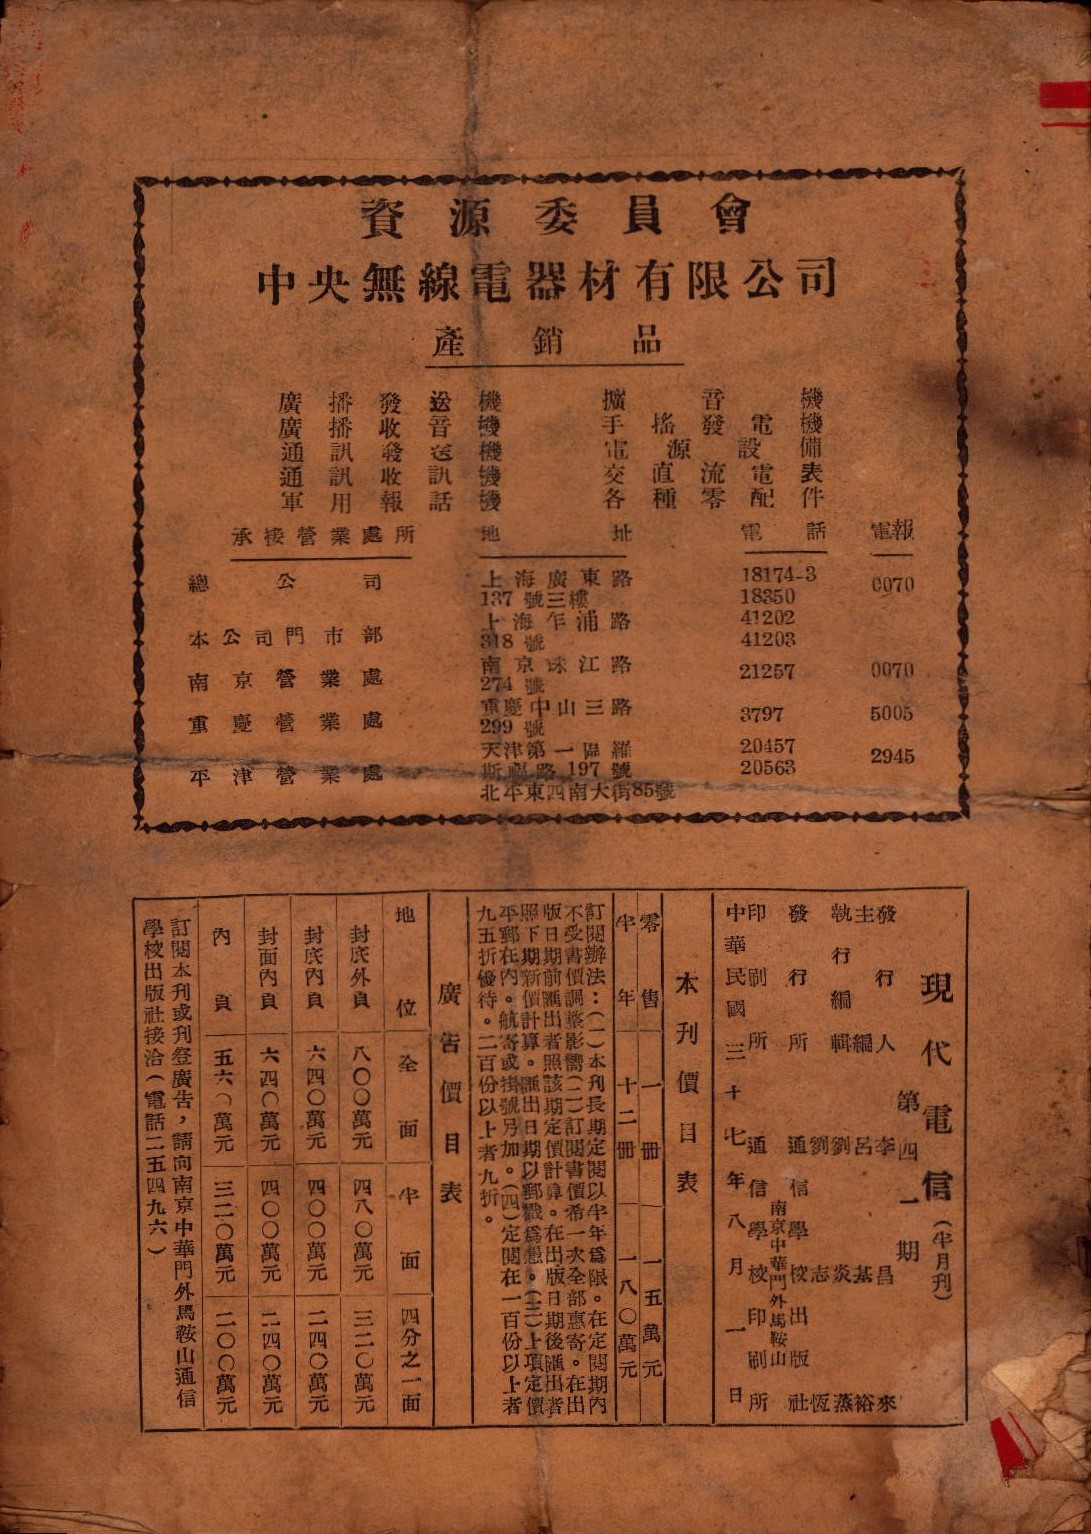 資源委員會
中央無線電器材有限公司
產銷品
廣播發送機 擴音機
廣播收音機 手搖發電機
通訊發送機 電源設備
通訊收訊機 交直流電表
軍用報話機 各種零配件
承接營業處所 地址 電話 電報
總公司 上海廣東路137號三樓 18174-3 18350 0070
本公司門市部 上海乍浦路318號 41202 41203
南京營業處 南京珠江路274號 21257 0070
重慶營業處 重慶中山三路299號 3797 5005
平津營業處 天津第一區羅斯福路197號 20457 20563 2945
北平東四南大街85號
現代電信(半月刊)
第四一期
發行人 李昌來
主編 呂基裕
執行編輯 劉炎蒸
劉志恆
發行所 通信學校出版社
南京中華門外馬鞍山
印刷所 通信學校印刷所
中華民國三十七年八月一日
本刊價目表
零售 一冊 一五萬元
半年 十二冊 一八〇萬元
訂閱辦法:(一)本刊長期定閱以半年爲限。在定閱期內
不受書價調整影響(二)訂閱書價希一次全部惠寄。在出
版日期前匯出者照該期定價計算。在出版日期後匯出者
照下期新價計算。匯出日期以郵戳爲憑。(三)上項定價
平郵在內。航寄或掛號另加。(四)定閱在一百份以上者
九五折優待。二百份以上者九折。
廣告價目表
地位 全面 半面 四分之一面
封底外頁 八〇〇萬元 四八〇萬元 三二〇萬元
封底內頁 六四〇萬元 四〇〇萬元 二四〇萬元
封面內頁 六四〇萬元 四〇〇萬元 二四〇萬元
內頁 五六〇萬元 三二〇萬元 二〇〇萬元
訂閱本刊或刋登廣告,請向南京中華門外馬鞍山通信
學校出版社接洽(電話二五四九六)